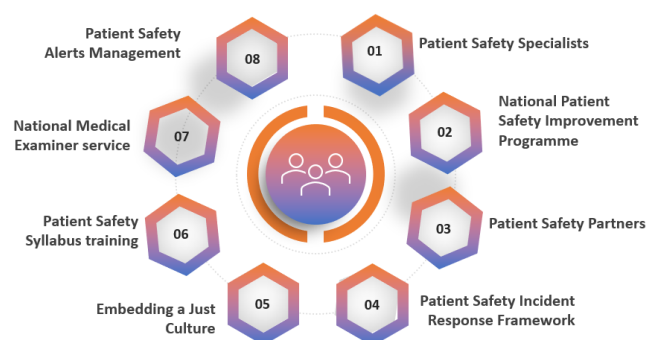 01
Patient Safety Specialists
02
National Patient
Safety Improvement
Programme
03
Patient Safety Partners
04
Patient Safety Incident
Response Framework
05
Embedding a Just
Culture
06
Patient Safety
Syllabus training
07
National Medical
Examiner service
08
Patient Safety
Alerts Management